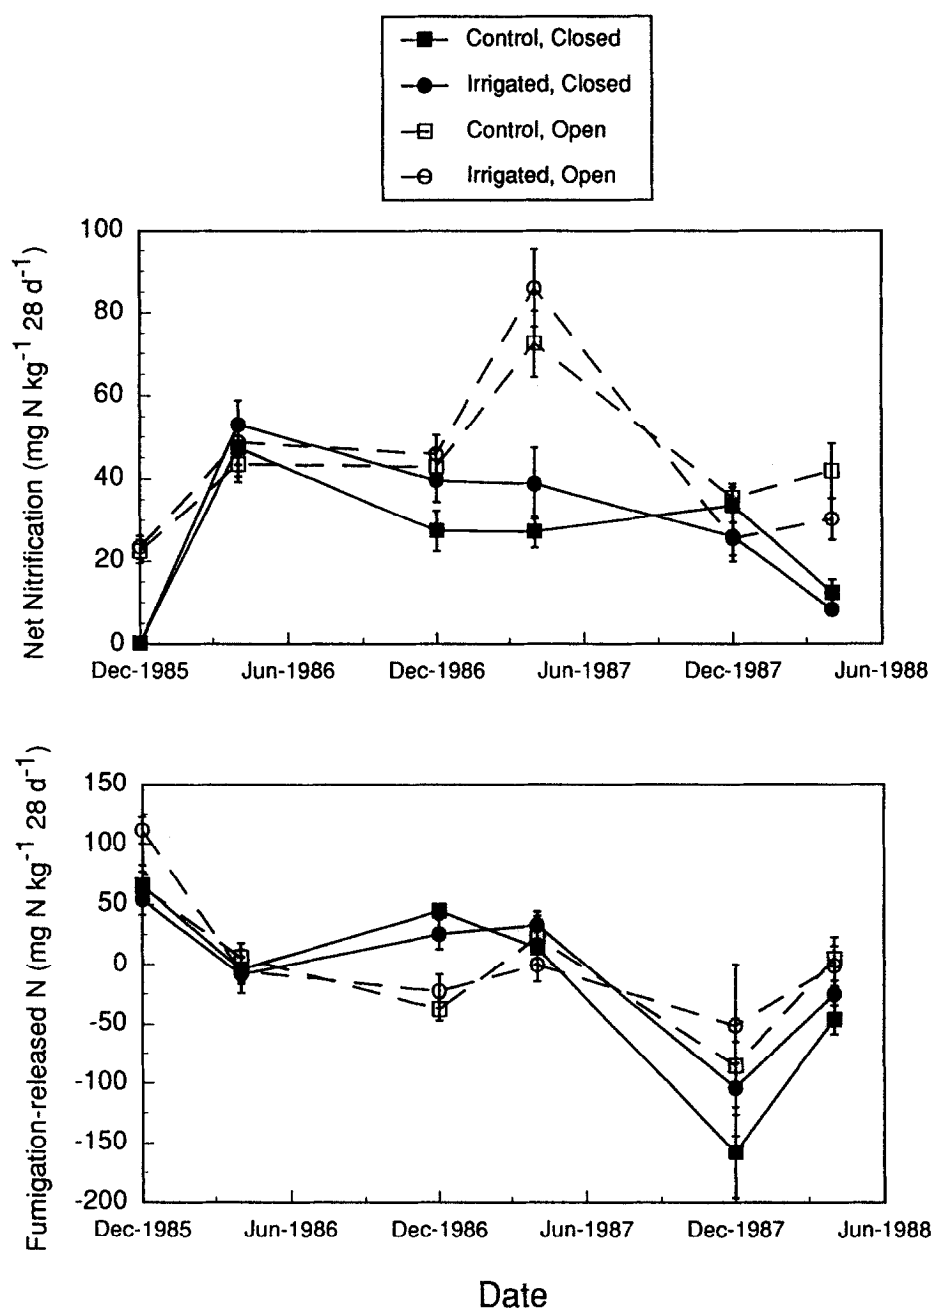 Control, Closed
Irrigated, Closed
Control, Open
Irrigated, Open
Net Nitrification (mg N kg⁻¹ 28 d⁻¹)
100
80
60
40
20
0
Dec-1985 Jun-1986 Dec-1986 Jun-1987 Dec-1987 Jun-1988
Fumigation-released N (mg N kg⁻¹ 28 d⁻¹)
150
100
50
0
-50
-100
-150
-200
Dec-1985 Jun-1986 Dec-1986 Jun-1987 Dec-1987 Jun-1988
Date